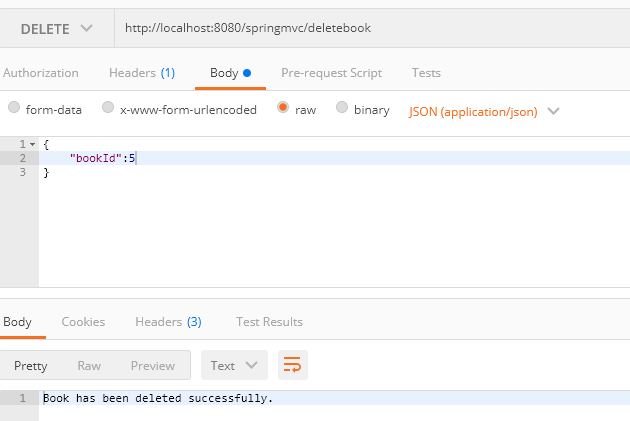 DELETE http://localhost:8080/springmvc/deletebook
Authorization Headers (1) Body Pre-request Script Tests
form-data x-www-form-urlencoded raw binary JSON (application/json)
1 {
2 "bookId":5
3 }
Body Cookies Headers (3) Test Results
Pretty Raw Preview Text
1 Book has been deleted successfully.